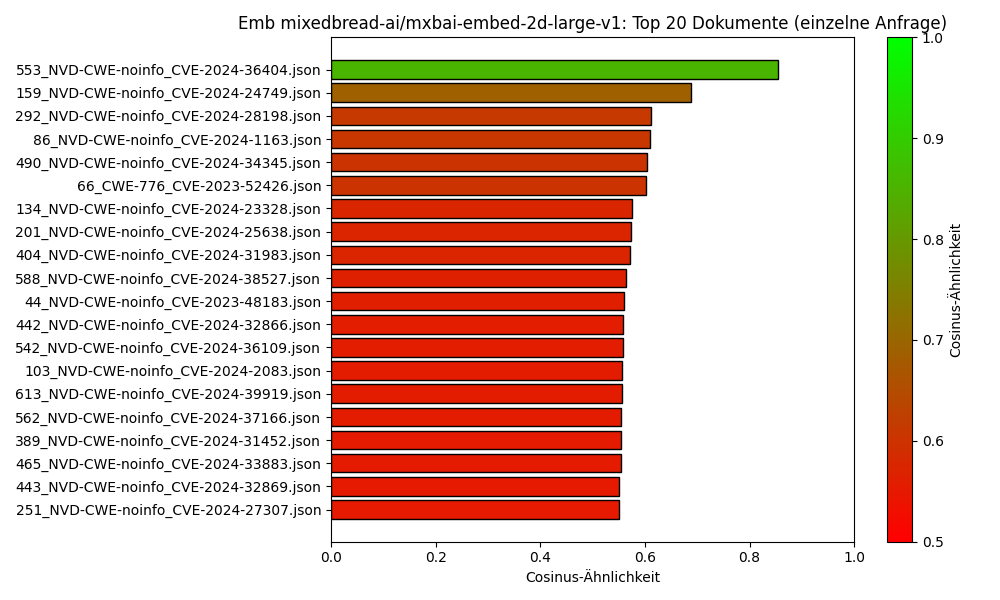 Emb mixedbread-ai/mxbai-embed-2d-large-v1: Top 20 Dokumente (einzelne Anfrage)
553_NVD-CWE-noinfo_CVE-2024-36404.json
159_NVD-CWE-noinfo_CVE-2024-24749.json
292_NVD-CWE-noinfo_CVE-2024-28198.json
86_NVD-CWE-noinfo_CVE-2024-1163.json
490_NVD-CWE-noinfo_CVE-2024-34345.json
66_CWE-776_CVE-2023-52426.json
134_NVD-CWE-noinfo_CVE-2024-23328.json
201_NVD-CWE-noinfo_CVE-2024-25638.json
404_NVD-CWE-noinfo_CVE-2024-31983.json
588_NVD-CWE-noinfo_CVE-2024-38527.json
44_NVD-CWE-noinfo_CVE-2023-48183.json
442_NVD-CWE-noinfo_CVE-2024-32866.json
542_NVD-CWE-noinfo_CVE-2024-36109.json
103_NVD-CWE-noinfo_CVE-2024-2083.json
613_NVD-CWE-noinfo_CVE-2024-39919.json
562_NVD-CWE-noinfo_CVE-2024-37166.json
389_NVD-CWE-noinfo_CVE-2024-31452.json
465_NVD-CWE-noinfo_CVE-2024-33883.json
443_NVD-CWE-noinfo_CVE-2024-32869.json
251_NVD-CWE-noinfo_CVE-2024-27307.json
0.0 0.2 0.4 0.6 0.8 1.0
Cosinus-Ähnlichkeit
1.0
0.9
0.8
0.7
0.6
0.5
Cosinus-Ähnlichkeit